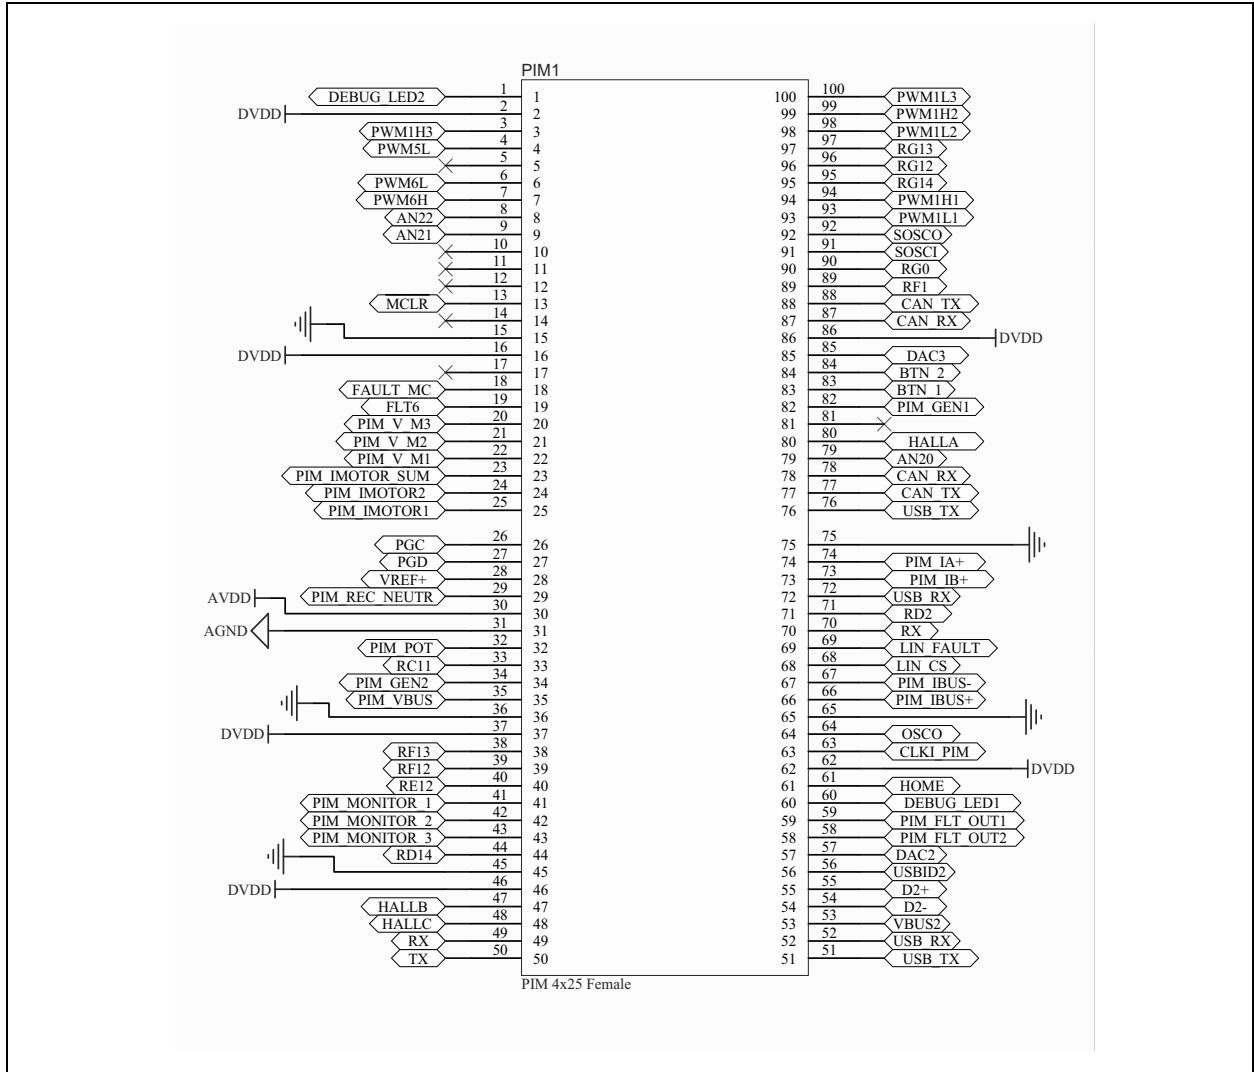 PIM1
DEBUG_LED2 1 1 100 100 PWM1L3
DVDD 2 2 99 99 PWM1H2
PWM1H3 3 3 98 98 PWM1L2
PWM5L 4 4 97 97 RG13
5 5 96 96 RG12
PWM6L 6 6 95 95 RG14
PWM6H 7 7 94 94 PWM1H1
AN22 8 8 93 93 PWM1L1
AN21 9 9 92 92 SOSCO
10 10 91 91 SOSCI
11 11 90 90 RG0
12 12 89 89 RF1
MCLR 13 13 88 88 CAN_TX
14 14 87 87 CAN_RX
15 15 86 86 DVDD
DVDD 16 16 85 85 DAC3
17 17 84 84 BTN_2
FAULT_MC 18 18 83 83 BTN_1
FLT6 19 19 82 82 PIM_GEN1
PIM_V_M3 20 20 81 81
PIM_V_M2 21 21 80 80 HALLA
PIM_V_M1 22 22 79 79 AN20
PIM_IMOTOR_SUM 23 23 78 78 CAN_RX
PIM_IMOTOR2 24 24 77 77 CAN_TX
PIM_IMOTOR1 25 25 76 76 USB_TX
PGC 26 26 75 75
PGD 27 27 74 74 PIM_IA+
VREF+ 28 28 73 73 PIM_IB+
PIM_REC_NEUTR 29 29 72 72 USB_RX
AVDD 30 30 71 71 RD2
AGND 31 31 70 70 RX
PIM_POT 32 32 69 69 LIN_FAULT
RC11 33 33 68 68 LIN_CS
PIM_GEN2 34 34 67 67 PIM_IBUS-
PIM_VBUS 35 35 66 66 PIM_IBUS+
36 36 65 65
DVDD 37 37 64 64 OSCO
RF13 38 38 63 63 CLKI_PIM
RF12 39 39 62 62 DVDD
RE12 40 40 61 61 HOME
PIM_MONITOR_1 41 41 60 60 DEBUG_LED1
PIM_MONITOR_2 42 42 59 59 PIM_FLT_OUT1
PIM_MONITOR_3 43 43 58 58 PIM_FLT_OUT2
RD14 44 44 57 57 DAC2
45 45 56 56 USBID2
DVDD 46 46 55 55 D2+
HALLB 47 47 54 54 D2-
HALLC 48 48 53 53 VBUS2
RX 49 49 52 52 USB_RX
TX 50 50 51 51 USB_TX
PIM 4x25 Female